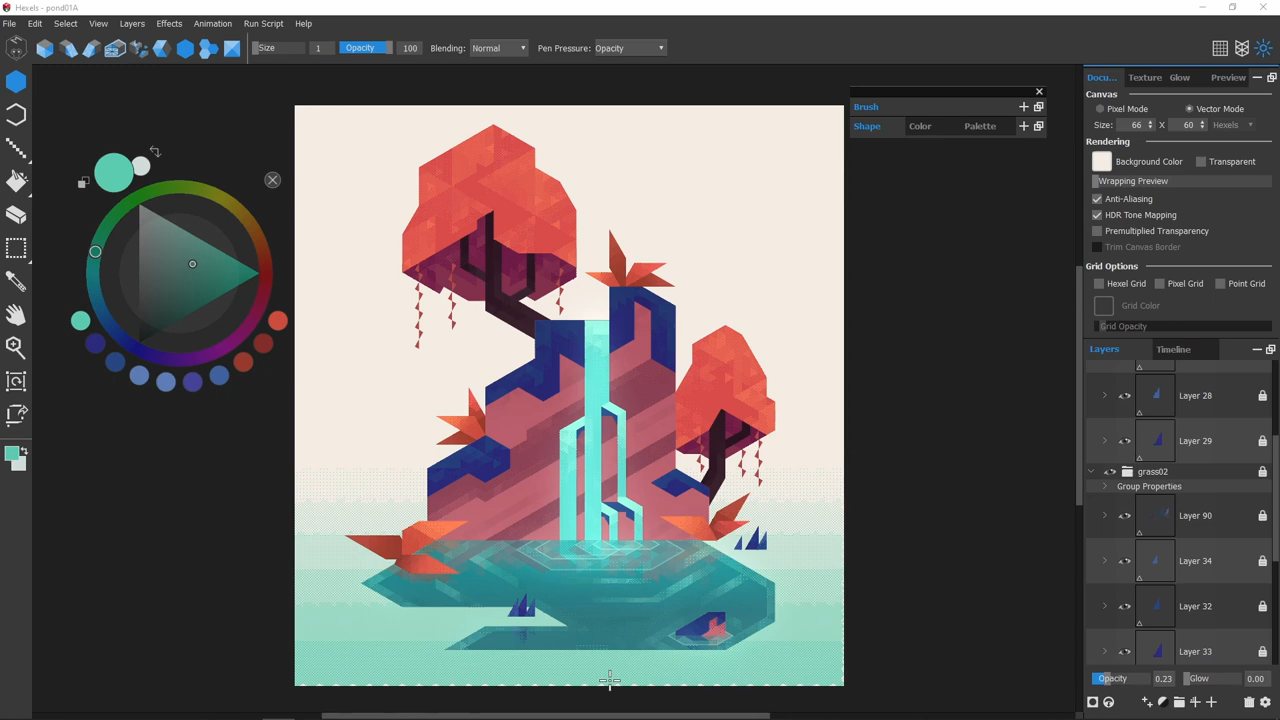 Hexels - pond01A
File Edit Select View Layers Effects Animation Run Script Help
Size 1 Opacity 100 Blending: Normal Pen Pressure: Opacity
Docu... Texture Glow Preview
Canvas
Pixel Mode Vector Mode
Size: 66 X 60 Hexels
Rendering
Background Color Transparent
Wrapping Preview
Anti-Aliasing
HDR Tone Mapping
Premultiplied Transparency
Trim Canvas Border
Grid Options
Hexel Grid Pixel Grid Point Grid
Grid Color
Grid Opacity
Brush
Shape Color Palette
Layers Timeline
Layer 28
Layer 29
grass02
Group Properties
Layer 90
Layer 34
Layer 32
Layer 33
Opacity 0.23 Glow 0.00